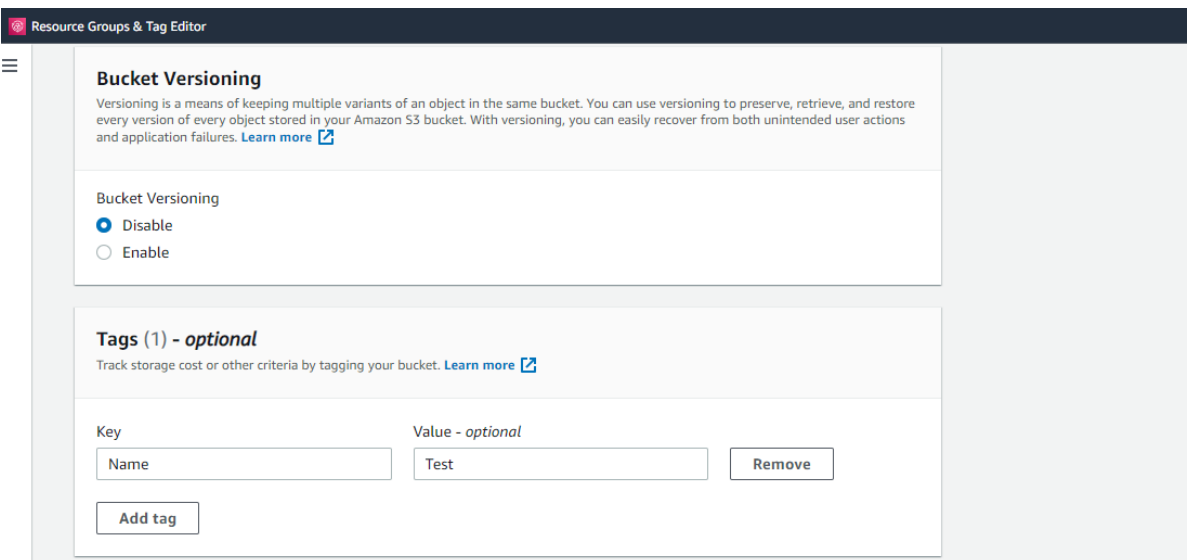 Resource Groups & Tag Editor
Bucket Versioning
Versioning is a means of keeping multiple variants of an object in the same bucket. You can use versioning to preserve, retrieve, and restore
every version of every object stored in your Amazon S3 bucket. With versioning, you can easily recover from both unintended user actions
and application failures. Learn more
Bucket Versioning
Disable
Enable
Tags (1) - optional
Track storage cost or other criteria by tagging your bucket. Learn more
Key Value - optional
Name Test Remove
Add tag